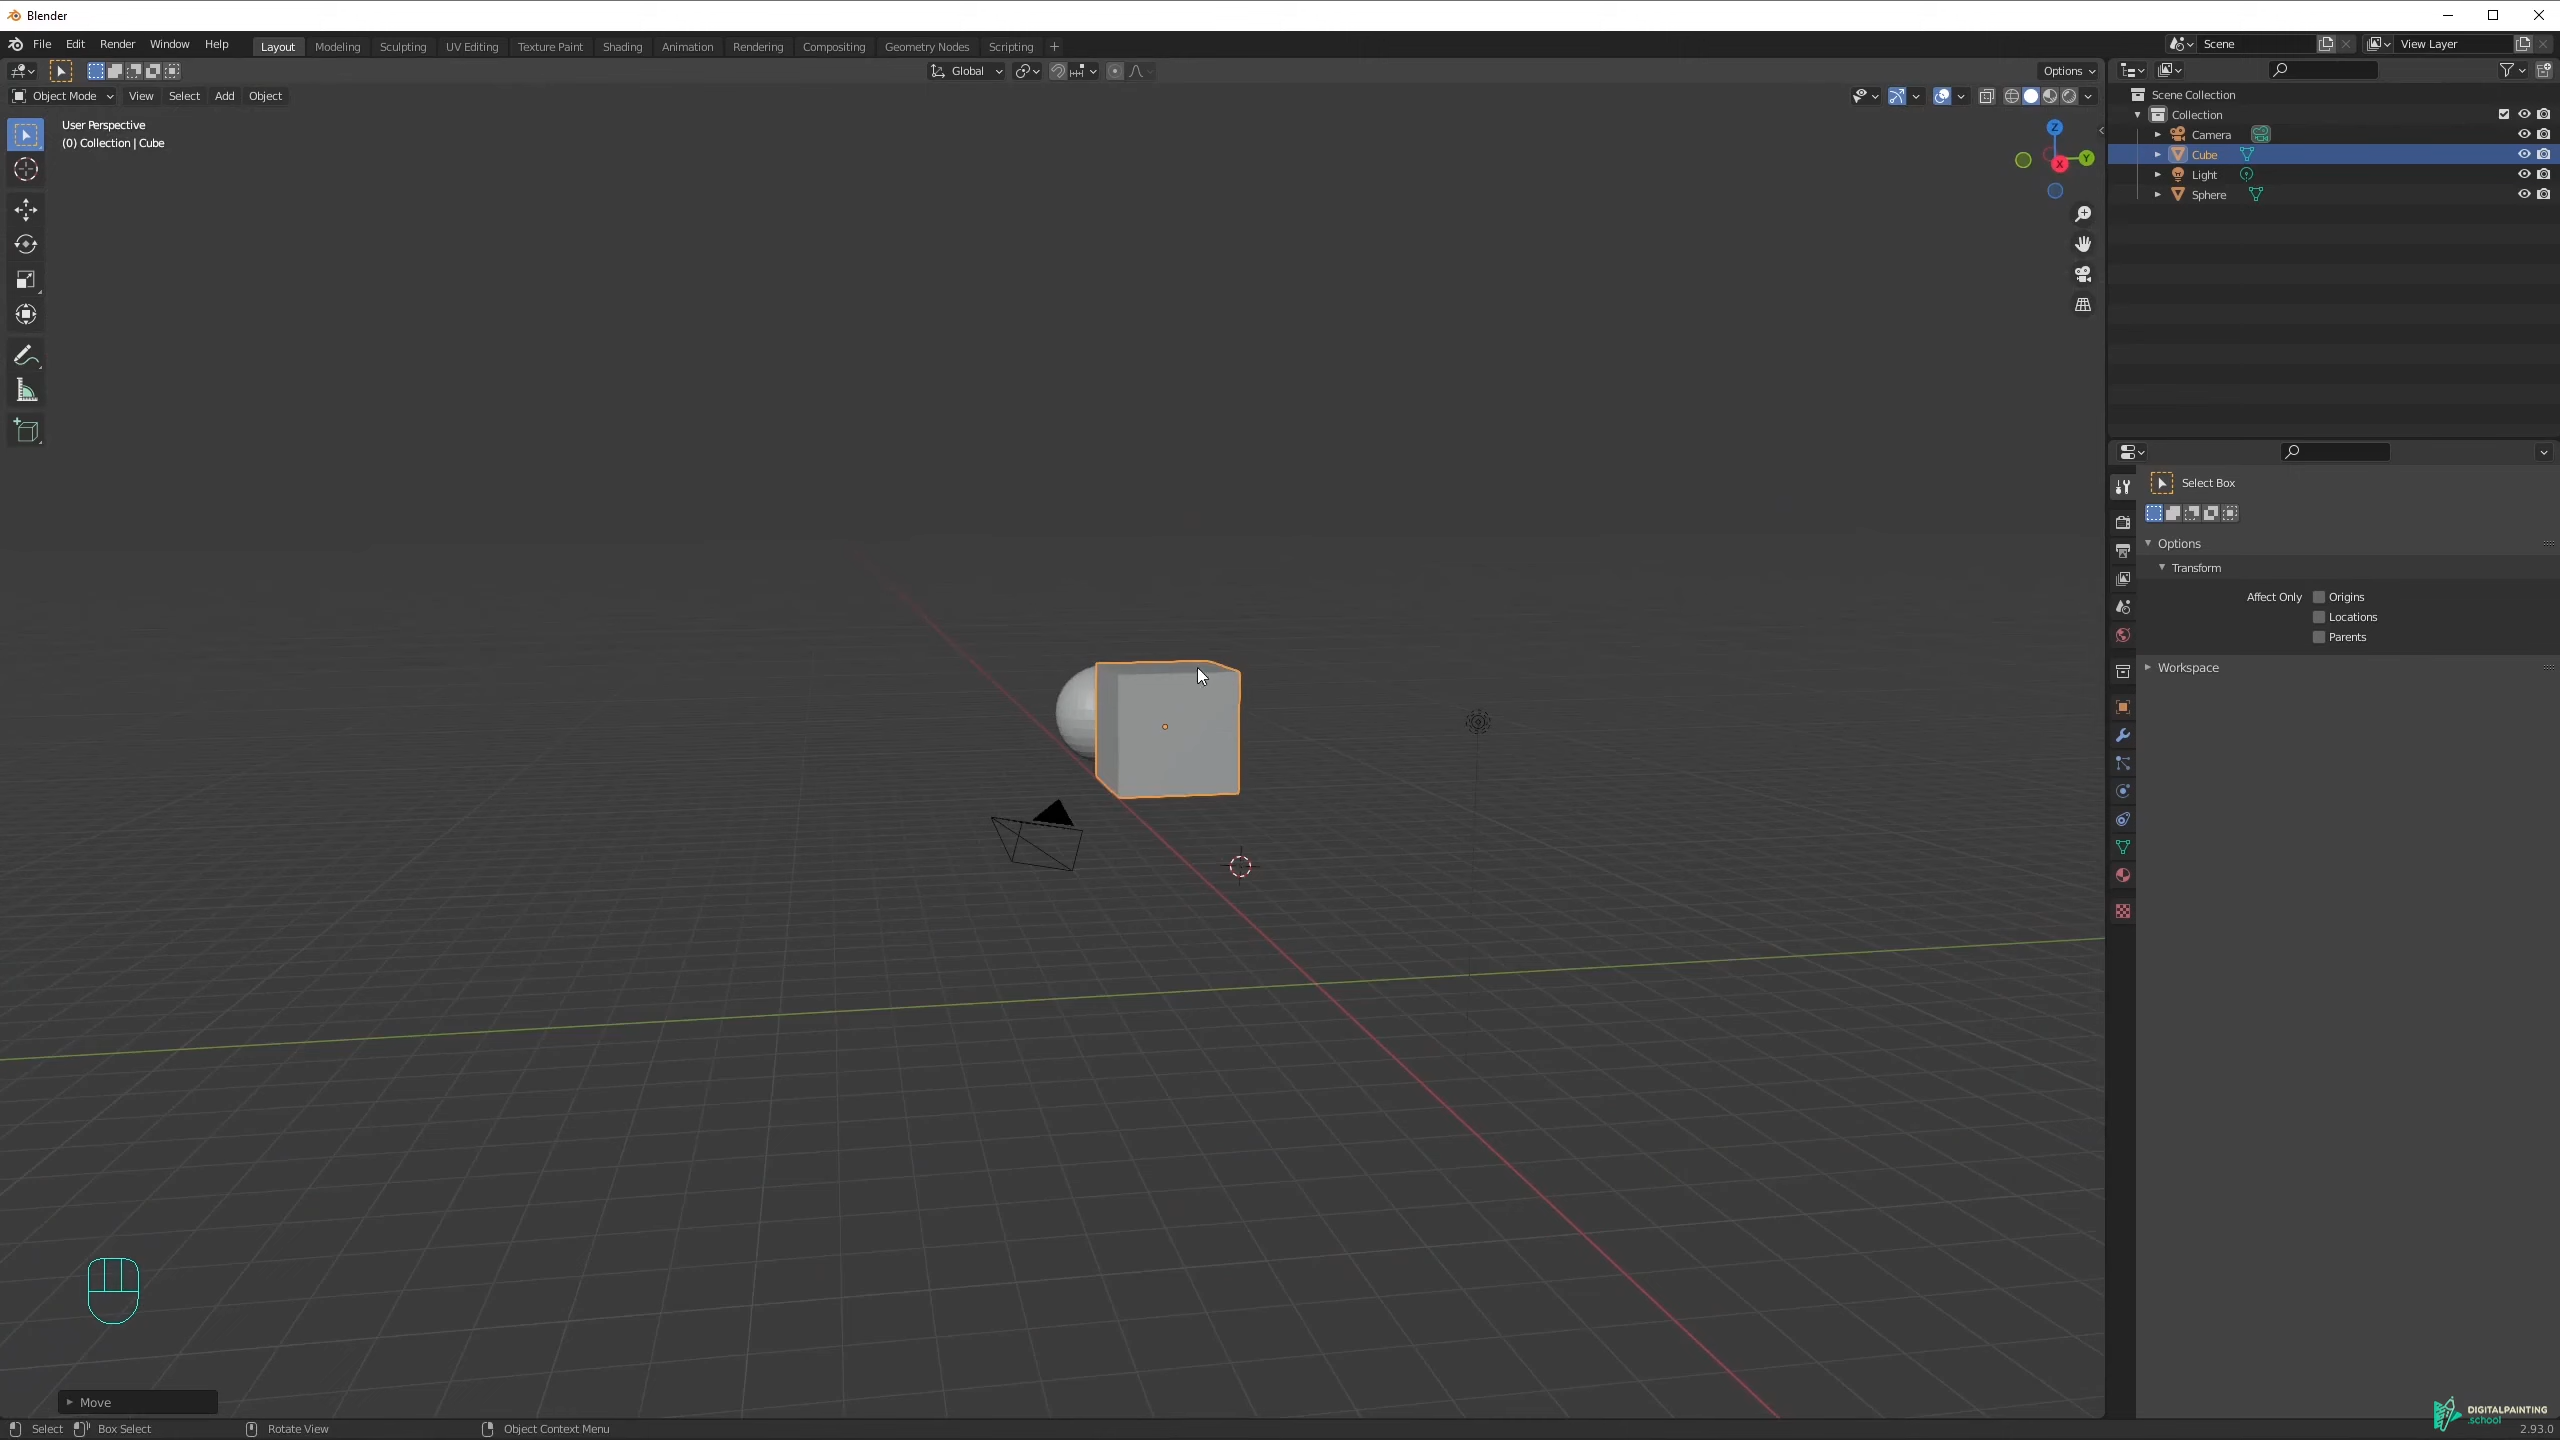 Blender
File Edit Render Window Help Layout Modeling Sculpting UV Editing Texture Paint Shading Animation Rendering Compositing Geometry Nodes Scripting + Scene View Layer
Global Options
Object Mode View Select Add Object
User Perspective
(0) Collection | Cube
Z
Y
X
Scene Collection
Collection
Camera
Cube
Light
Sphere
Select Box
Options
Transform
Affect Only Origins
Locations
Parents
Workspace
Move
Select Box Select Rotate View Object Context Menu
DIGITALPAINTING
.school
2.93.0